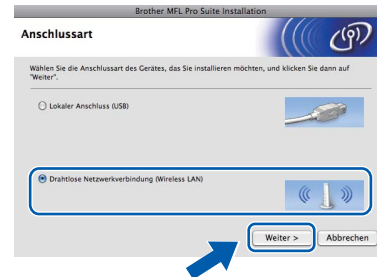 Brother MFL Pro Suite Installation
Anschlussart
Wählen Sie die Anschlussart des Gerätes, das Sie installieren möchten, und klicken Sie dann auf
"Weiter".
Lokaler Anschluss (USB)
Drahtlose Netzwerkverbindung (Wireless LAN)
Weiter >
Abbrechen